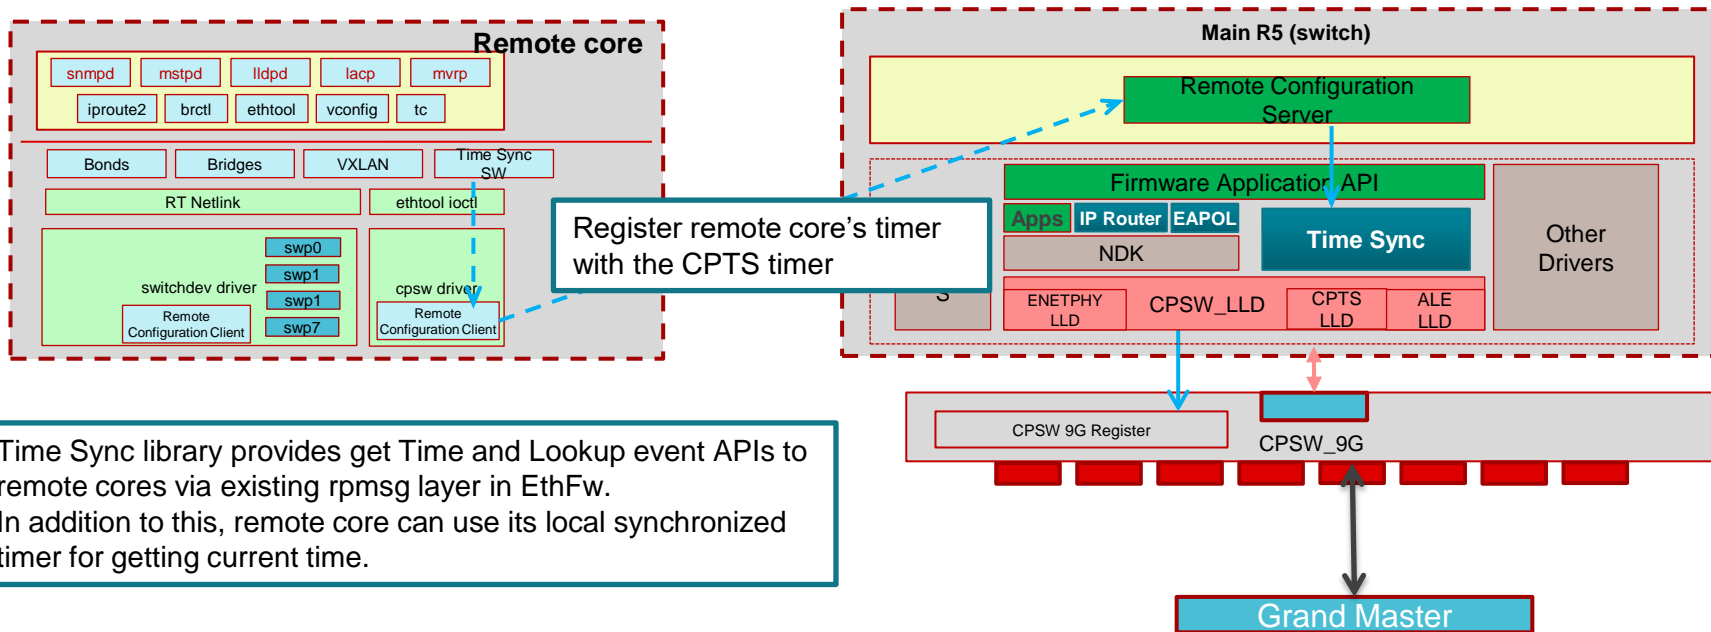 Remote core
snmpd mstpd lldpd lacp mvrp
iproute2 brctl ethtool vconfig tc
Bonds Bridges VXLAN Time Sync
SW
RT Netlink ethtool ioctl
swp0
swp1
swp1
swp7
switchdev driver
Remote
Configuration Client
cpsw driver
Remote
Configuration Client
Register remote core's timer
with the CPTS timer
Main R5 (switch)
Remote Configuration
Server
Firmware Application API
Apps IP Router EAPOL
NDK
Time Sync
Other
Drivers
S
ENETPHY
LLD
CPSW_LLD
CPTS
LLD
ALE
LLD
CPSW 9G Register
CPSW_9G
Grand Master
Time Sync library provides get Time and Lookup event APIs to
remote cores via existing rpmsg layer in EthFw.
In addition to this, remote core can use its local synchronized
timer for getting current time.